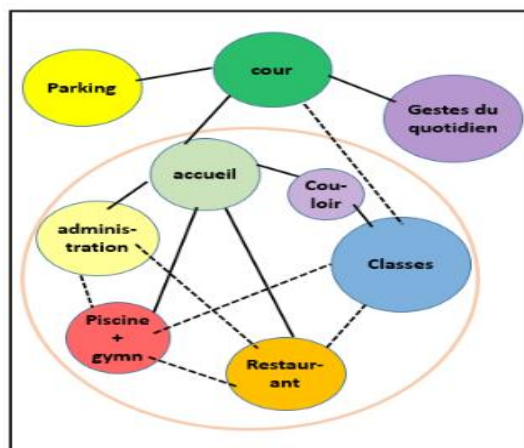 cour
Parking
Gestes du
quotidien
accueil
Cou-
loir
adminis-
tration
Classes
Piscine
+
gymn
Restaur-
ant